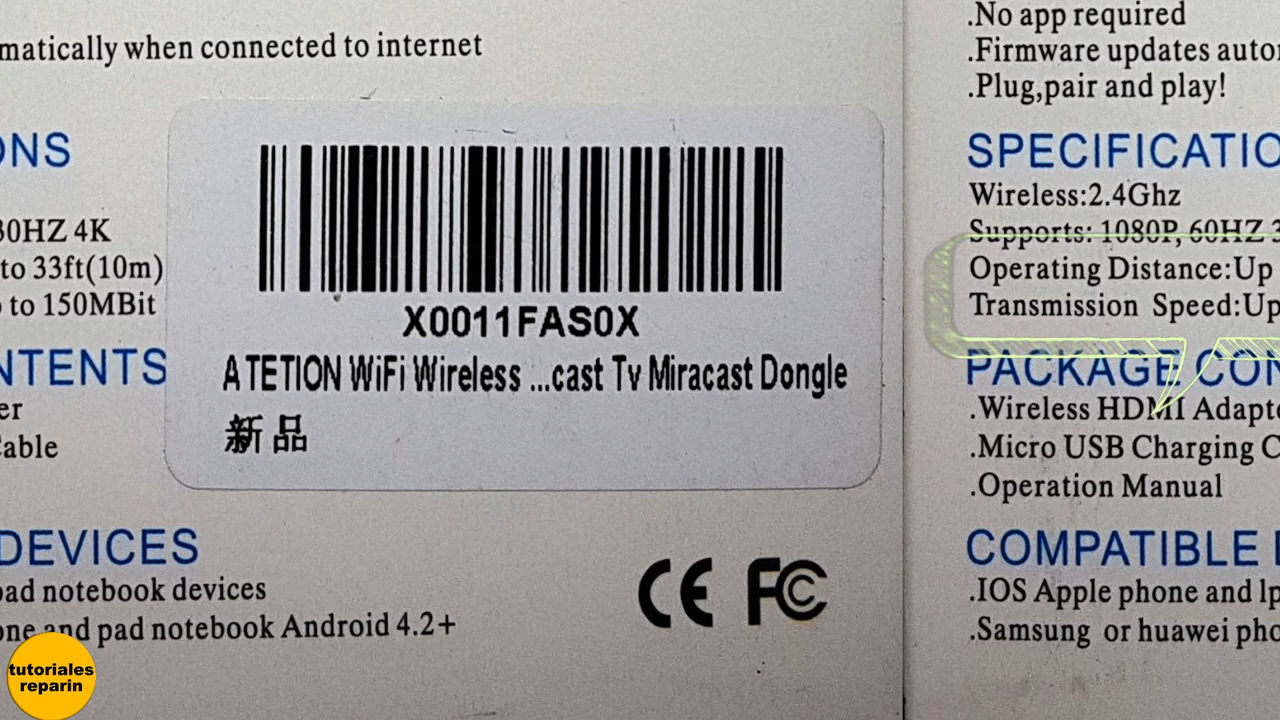 matically when connected to internet
ONS
30HZ 4K
to 33ft(10m)
to 150MBit
NTENTS
er
Cable
DEVICES
pad notebook devices
one and pad notebook Android 4.2+
X0011FAS0X
ATETION WiFi Wireless ...cast Tv Miracast Dongle
新品
CE FC
.No app required
.Firmware updates autom
.Plug,pair and play!
SPECIFICATIO
Wireless:2.4Ghz
Supports: 1080P, 60HZ 3
Operating Distance:Up
Transmission Speed:Up
PACKAGE CON
.Wireless HDMI Adapte
.Micro USB Charging C
.Operation Manual
COMPATIBLE
.IOS Apple phone and Ip
.Samsung or huawei pho
tutoriales
reparin